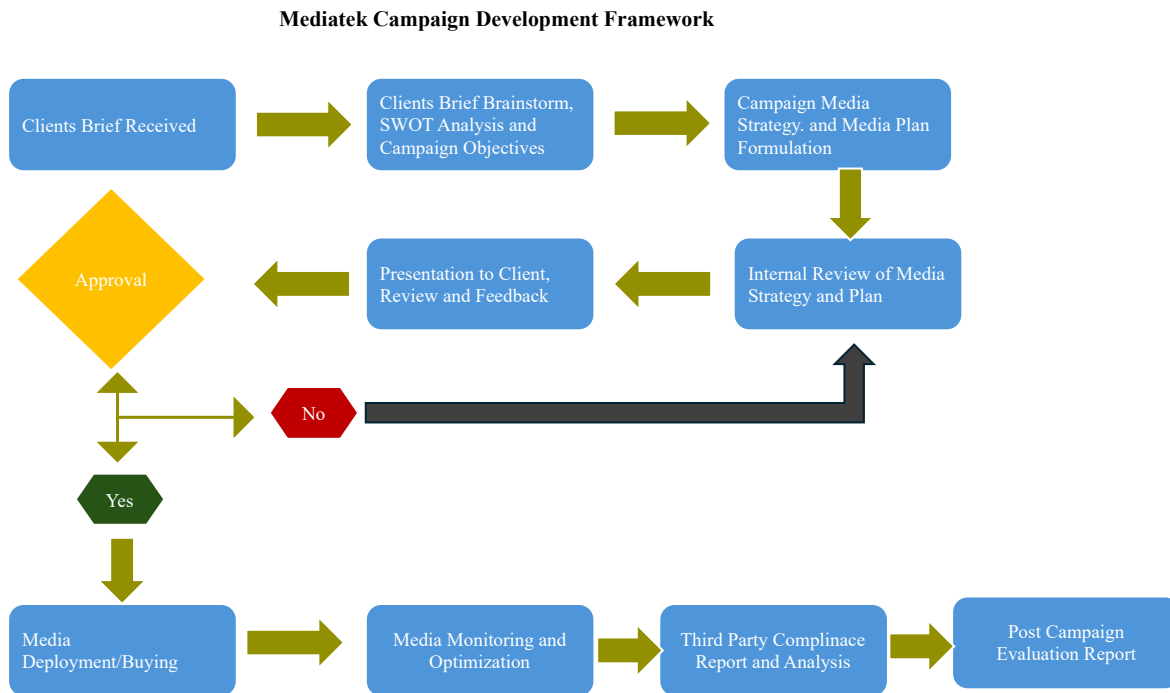 Mediatek Campaign Development Framework
Clients Brief Received
Clients Brief Brainstorm,
SWOT Analysis and
Campaign Objectives
Campaign Media
Strategy. and Media Plan
Formulation
Approval
Presentation to Client,
Review and Feedback
Internal Review of Media
Strategy and Plan
No
Yes
Media
Deployment/Buying
Media Monitoring and
Optimization
Third Party Complinace
Report and Analysis
Post Campaign
Evaluation Report